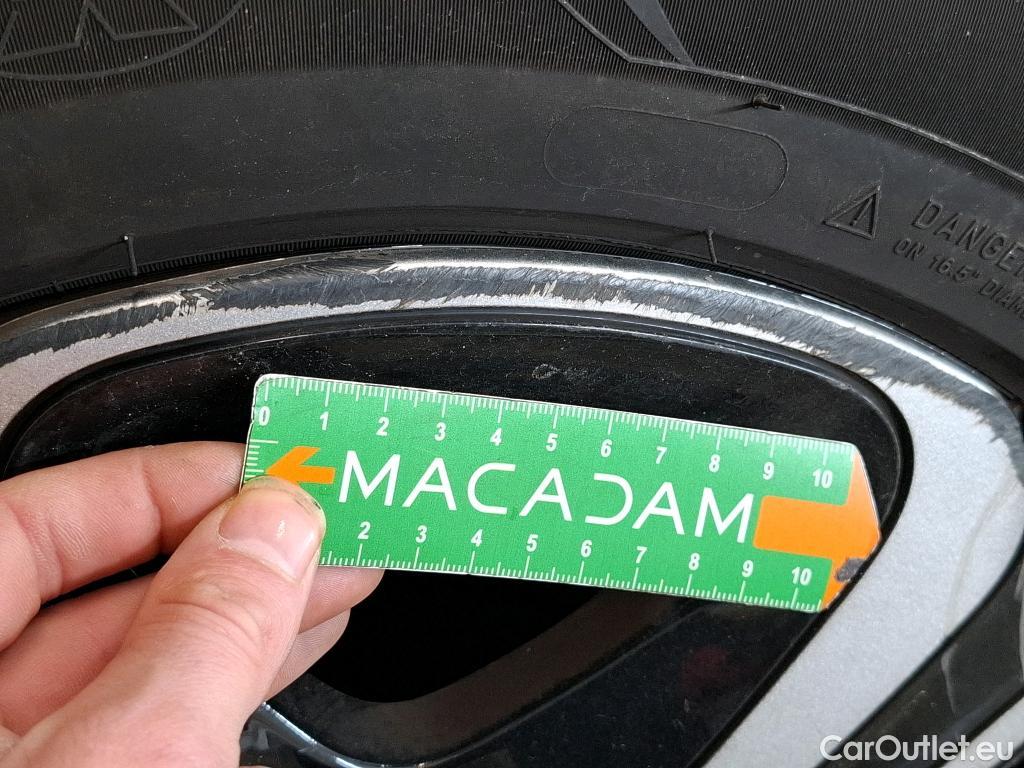 DANGER
ON 16.5" DIAM
0 1 2 3 4 5 6 7 8 9 10
MACADAM
2 3 4 5 6 7 8 9 10
CarOutlet.eu